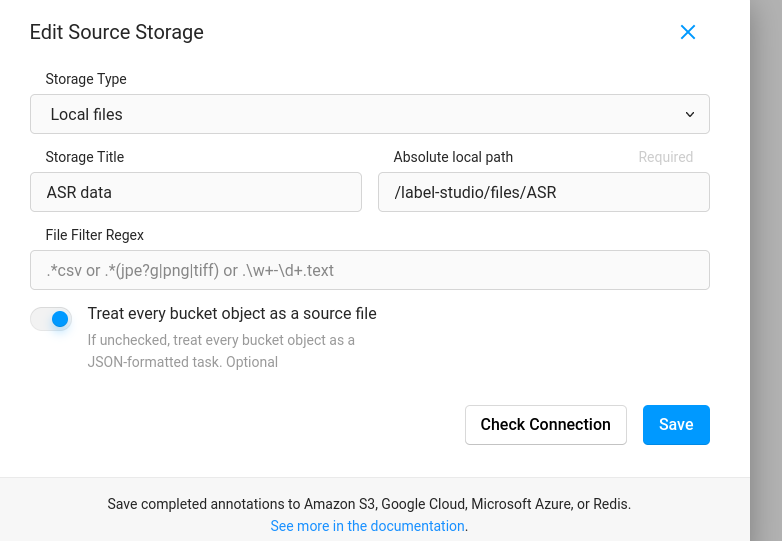 Edit Source Storage
Storage Type
Local files
Storage Title
Absolute local path Required
ASR data
/label-studio/files/ASR
File Filter Regex
.*csv or .*(jpe?g|png|tiff) or .\w+-\d+.text
Treat every bucket object as a source file
If unchecked, treat every bucket object as a
JSON-formatted task. Optional
Check Connection
Save
Save completed annotations to Amazon S3, Google Cloud, Microsoft Azure, or Redis.
See more in the documentation.